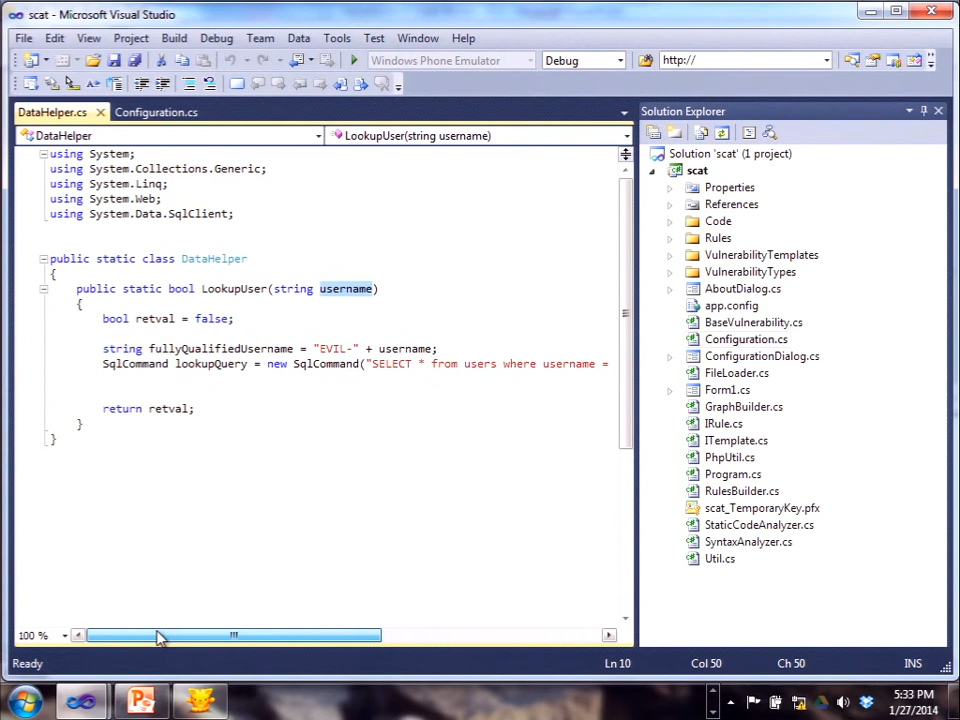 scat - Microsoft Visual Studio
File Edit View Project Build Debug Team Data Tools Test Window Help
Windows Phone Emulator Debug http://
DataHelper.cs Configuration.cs
DataHelper LookupUser(string username)
using System;
using System.Collections.Generic;
using System.Linq;
using System.Web;
using System.Data.SqlClient;
public static class DataHelper
{
public static bool LookupUser(string username)
{
bool retval = false;
string fullyQualifiedUsername = "EVIL-" + username;
SqlCommand lookupQuery = new SqlCommand("SELECT * from users where username =
return retval;
}
}
100 %
Solution Explorer
Solution 'scat' (1 project)
scat
Properties
References
Code
Rules
VulnerabilityTemplates
VulnerabilityTypes
AboutDialog.cs
app.config
BaseVulnerability.cs
Configuration.cs
ConfigurationDialog.cs
FileLoader.cs
Form1.cs
GraphBuilder.cs
IRule.cs
ITemplate.cs
PhpUtil.cs
Program.cs
RulesBuilder.cs
scat_TemporaryKey.pfx
StaticCodeAnalyzer.cs
SyntaxAnalyzer.cs
Util.cs
Ready Ln 10 Col 50 Ch 50 INS
5:33 PM
1/27/2014